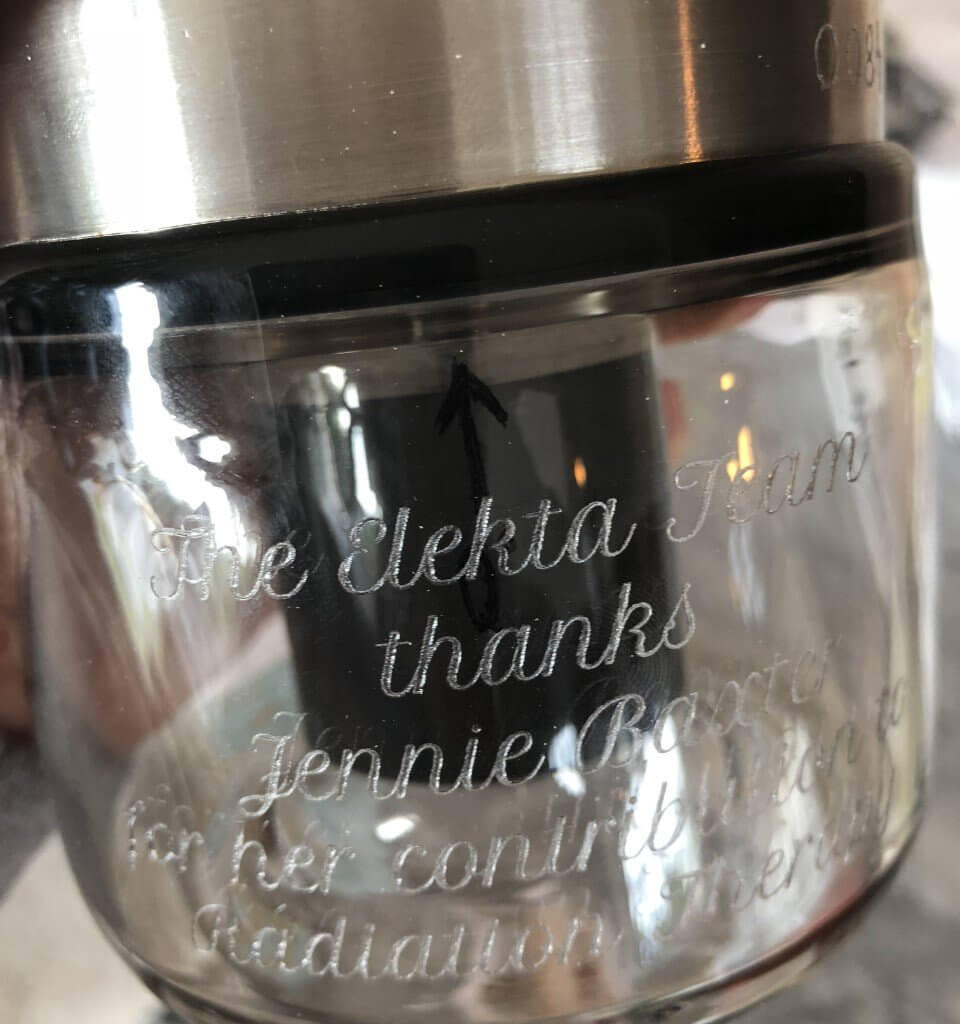 The Elekta Team
thanks
Jennie Baxter
for her contribution to
Radiation Therapy